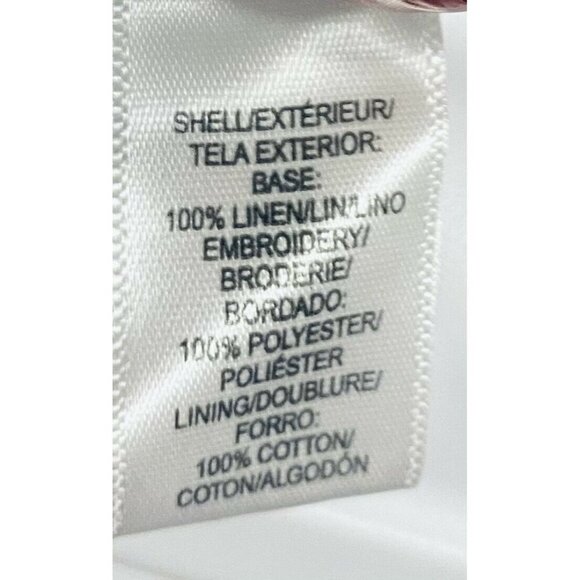 SHELL/EXTÉRIEUR/
TELA EXTERIOR:
BASE:
100% LINEN/LIN/LINO
EMBROIDERY/
BRODERIE/
BORDADO:
100% POLYESTER/
POLIÉSTER
LINING/DOUBLURE/
FORRO:
100% COTTON/
COTON/ALGODÓN